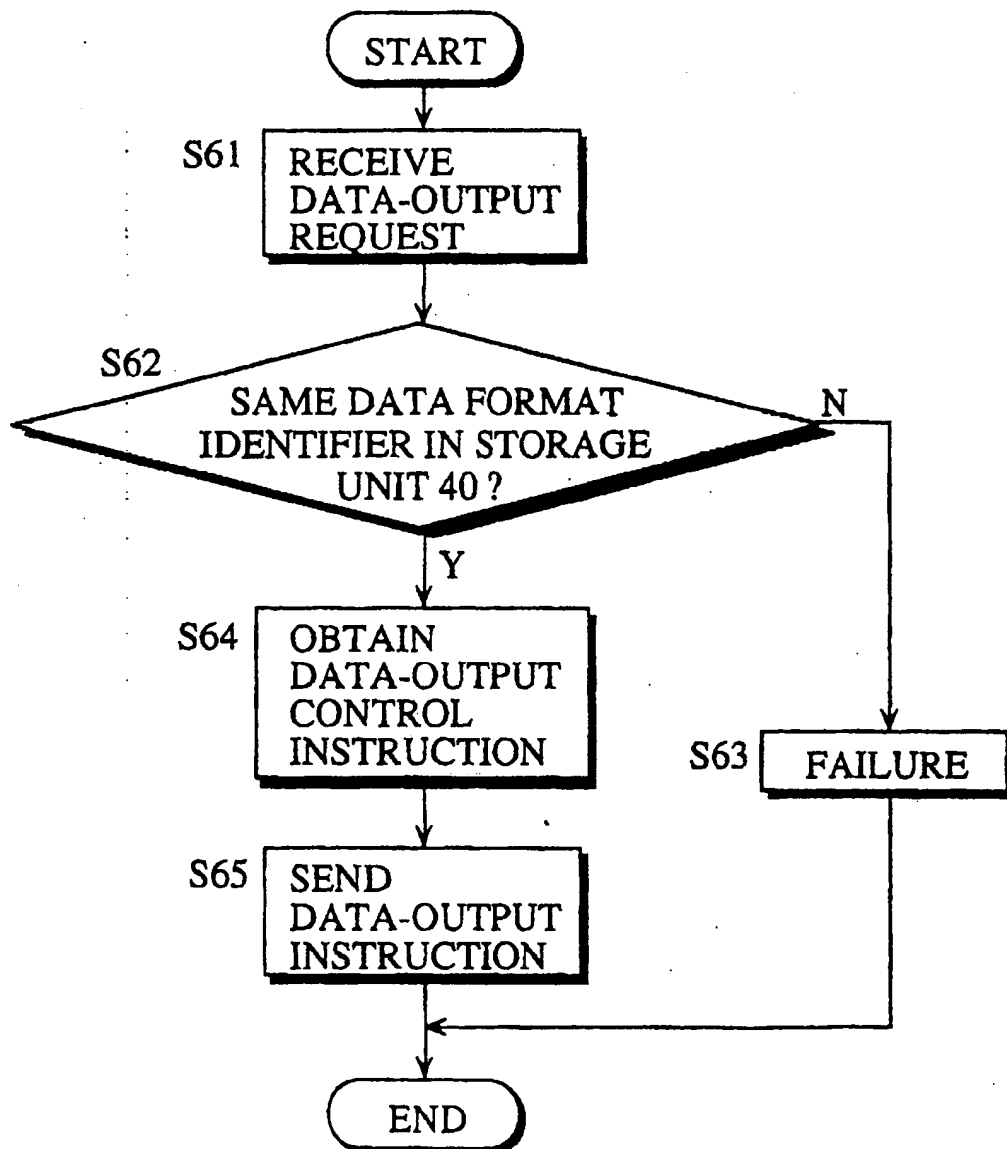 START
S61
RECEIVE
DATA-OUTPUT
REQUEST
S62
SAME DATA FORMAT
IDENTIFIER IN STORAGE
UNIT 40 ?
N
Y
S64
OBTAIN
DATA-OUTPUT
CONTROL
INSTRUCTION
S63
FAILURE
S65
SEND
DATA-OUTPUT
INSTRUCTION
END